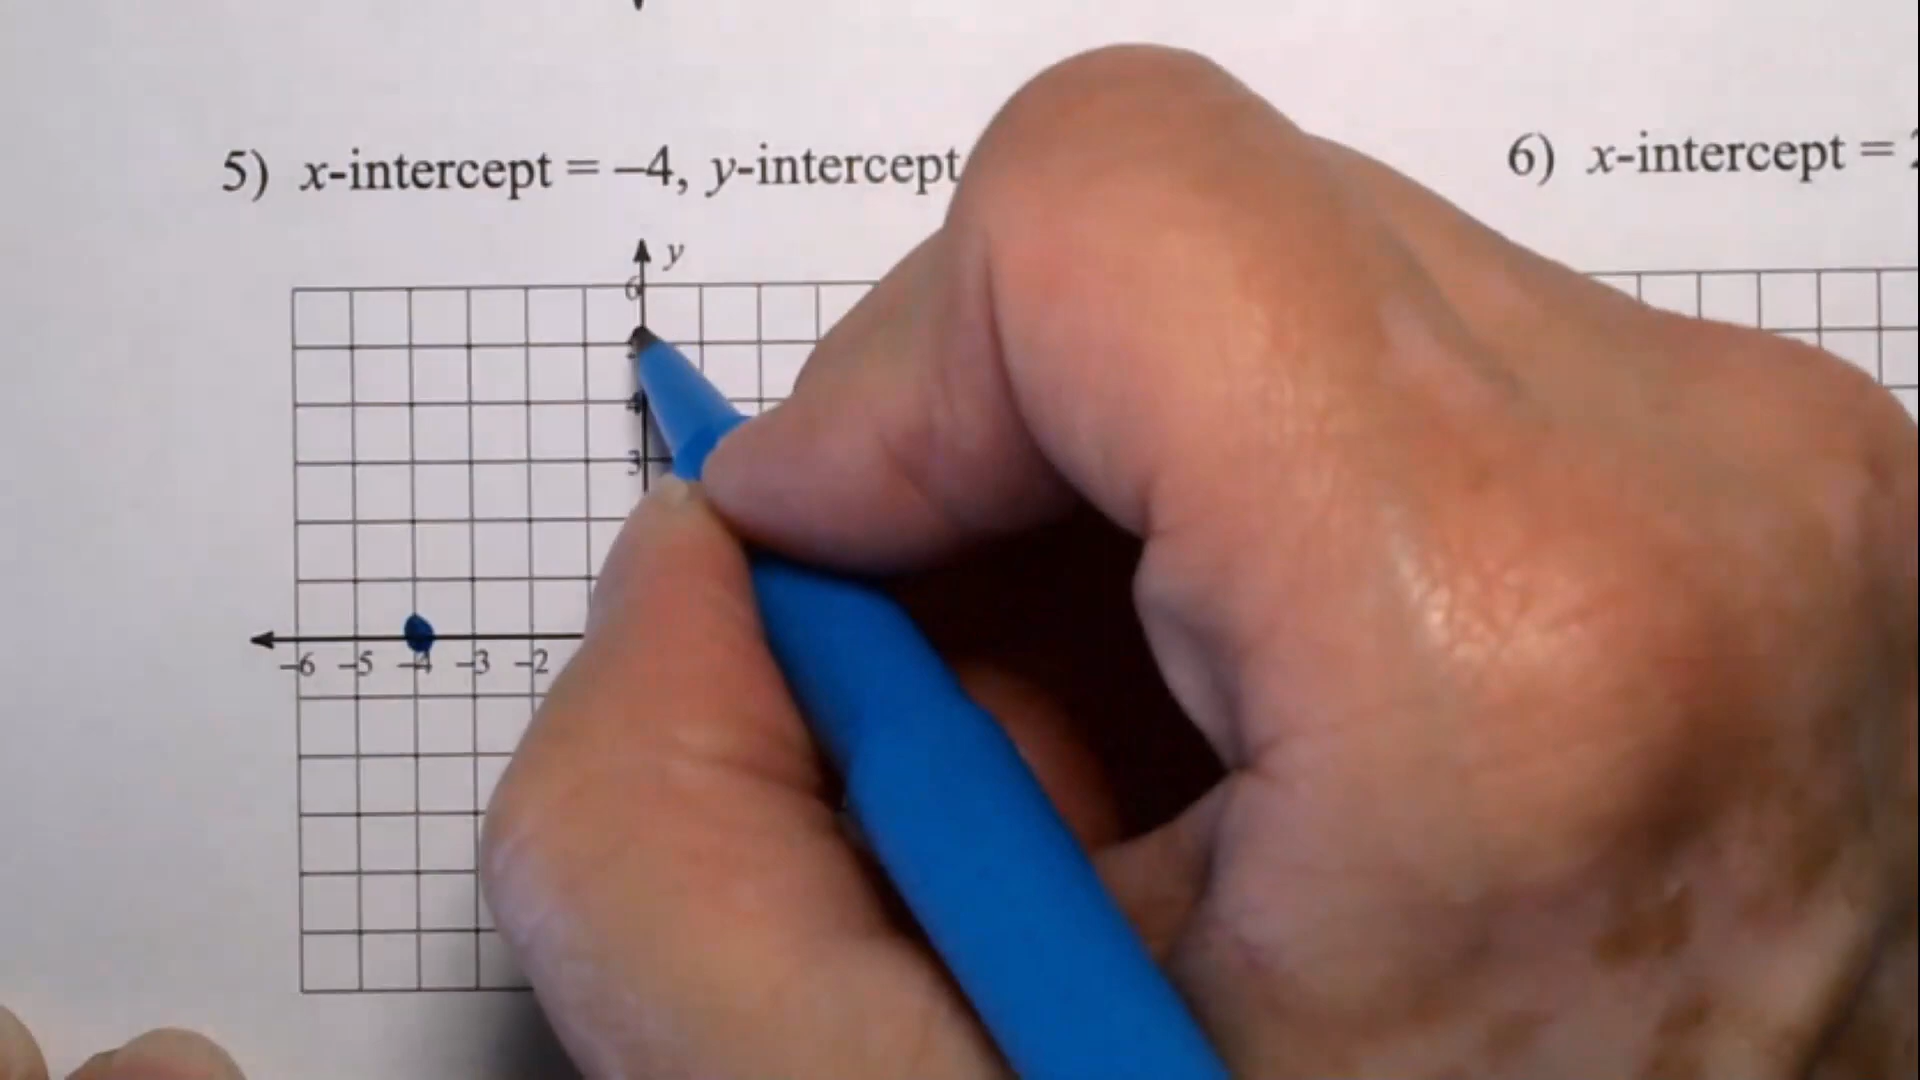 5) x-intercept = –4, y-intercept
6) x-intercept =
y
6
4
3
–6 –5 –4 –3 –2